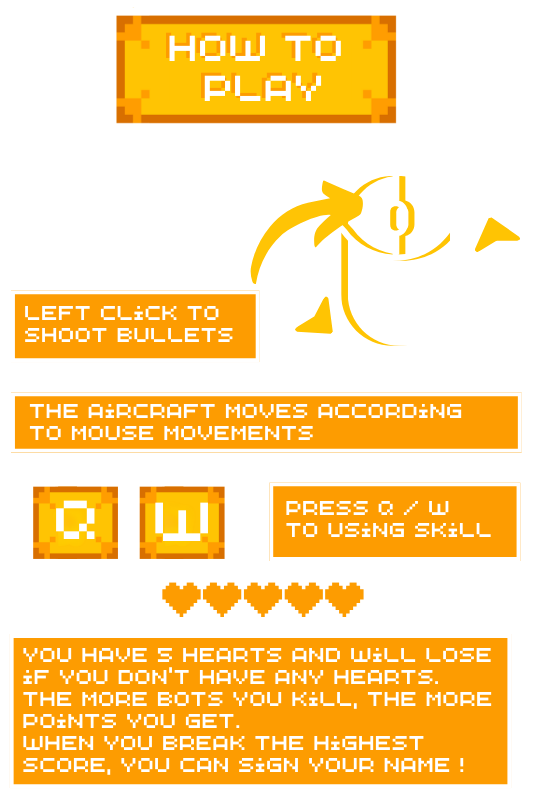 HOW TO
PLAY
LEFT CLiCK TO
SHOOT BULLETS
THE AiRCRAFT MOVES ACCORDiNG
TO MOUSE MOVEMENTS
Q
W
PRESS Q / W
TO USiNG SKiLL
YOU HAVE 5 HEARTS AND WiLL LOSE
iF YOU DON'T HAVE ANY HEARTS.
THE MORE BOTS YOU KiLL, THE MORE
POiNTS YOU GET.
WHEN YOU BREAK THE HiGHEST
SCORE, YOU CAN SiGN YOUR NAME !